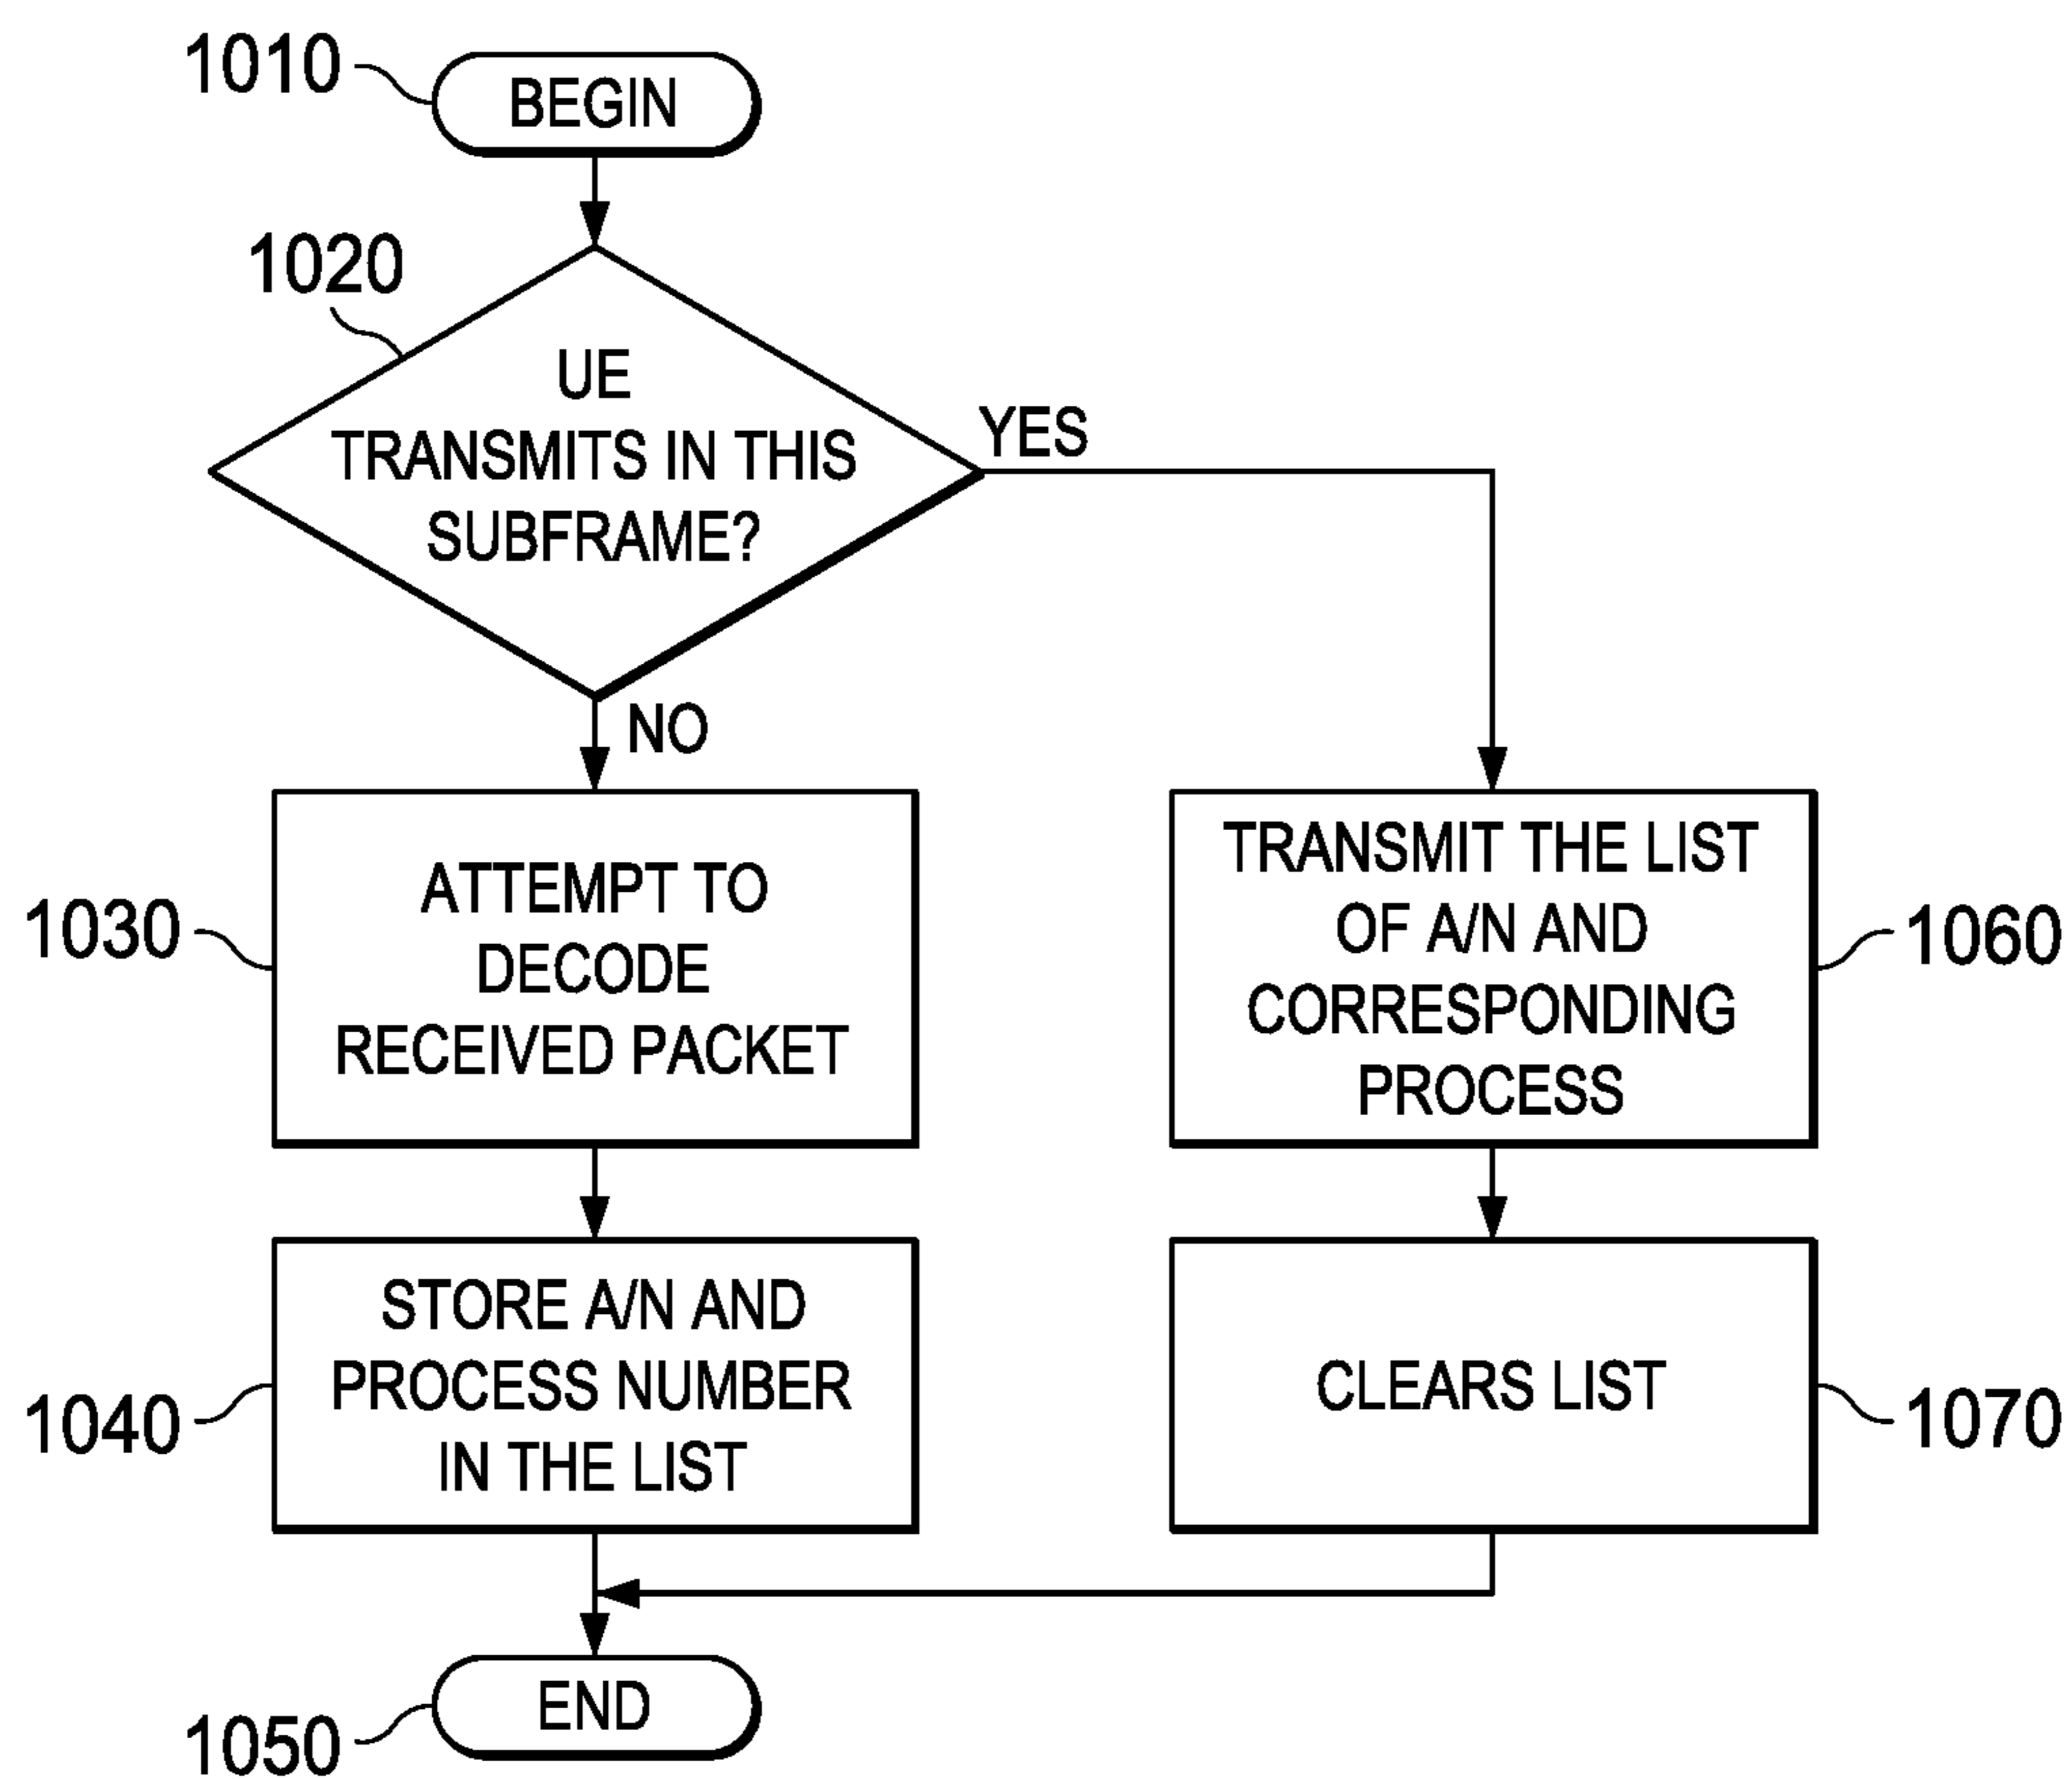 1010
BEGIN
1020
UE
TRANSMITS IN THIS
SUBFRAME?
YES
NO
1030
ATTEMPT TO
DECODE
RECEIVED PACKET
TRANSMIT THE LIST
OF A/N AND
CORRESPONDING
PROCESS
1060
1040
STORE A/N AND
PROCESS NUMBER
IN THE LIST
CLEARS LIST
1070
END
1050